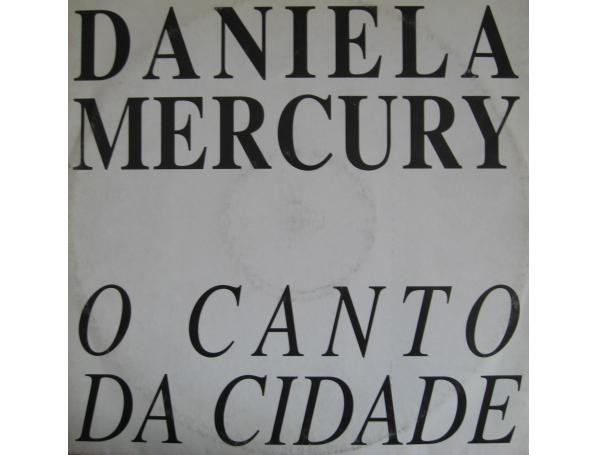 DANIELA
MERCURY
O CANTO
DA CIDADE